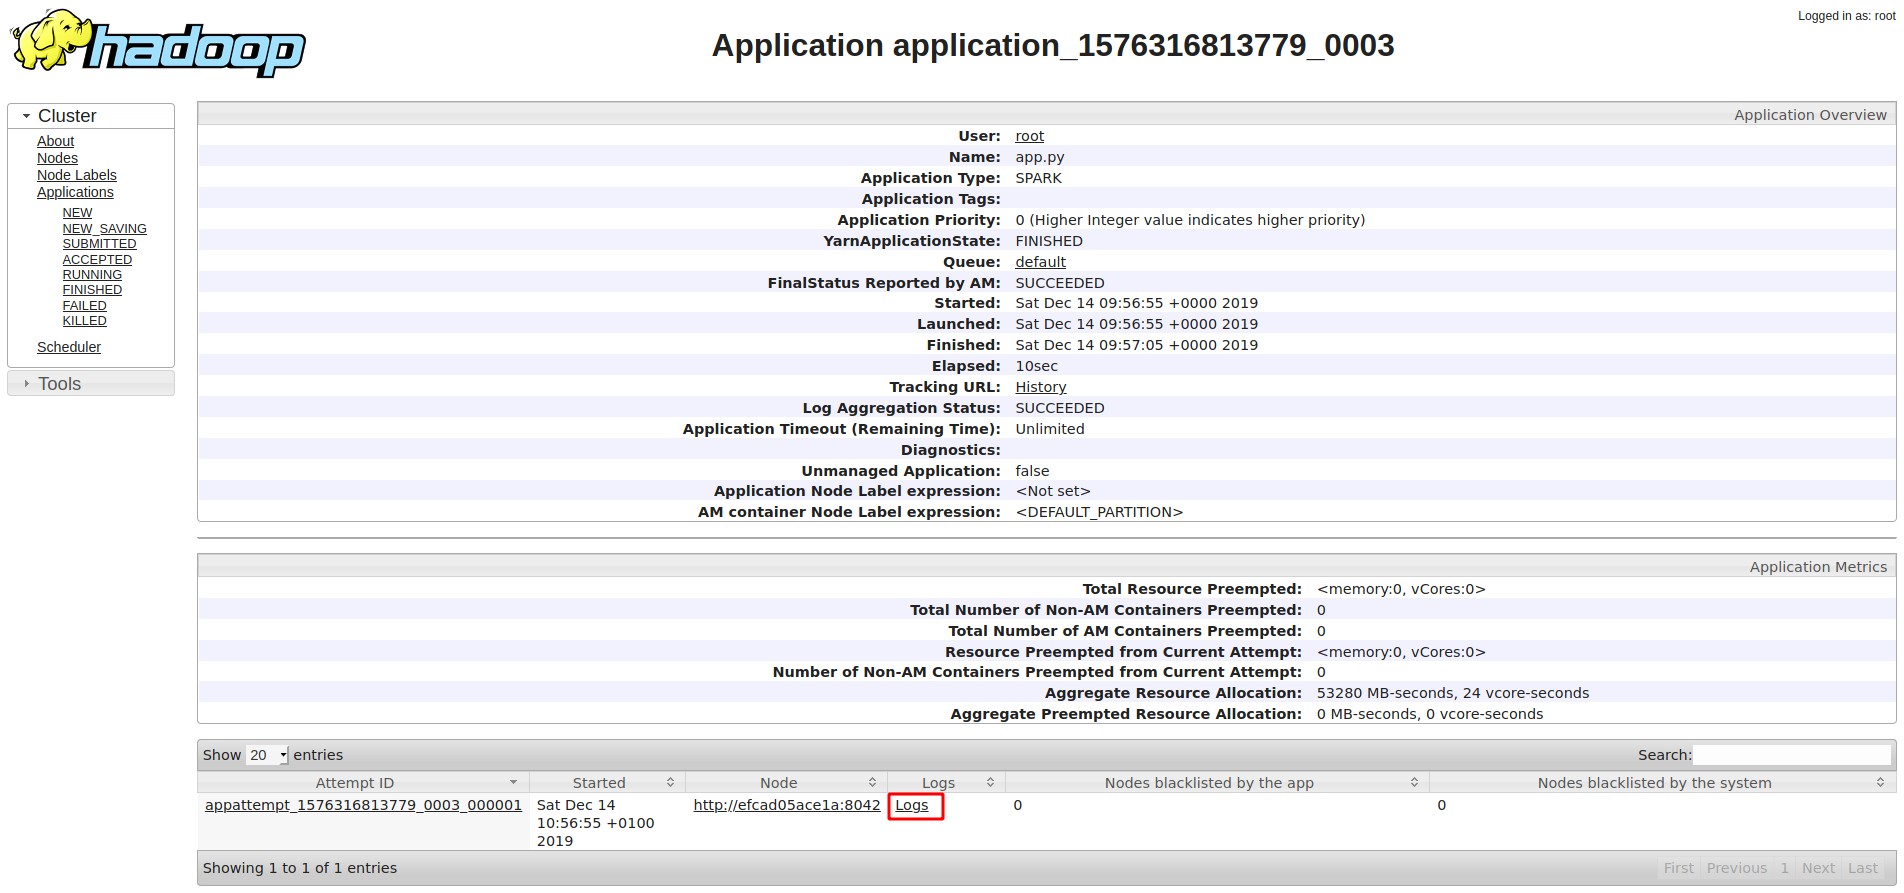 Logged in as: root
hadoop
Application application_1576316813779_0003
Cluster
About
Nodes
Node Labels
Applications
NEW
NEW_SAVING
SUBMITTED
ACCEPTED
RUNNING
FINISHED
FAILED
KILLED
Scheduler
Tools
Application Overview
User: root
Name: app.py
Application Type: SPARK
Application Tags:
Application Priority: 0 (Higher Integer value indicates higher priority)
YarnApplicationState: FINISHED
Queue: default
FinalStatus Reported by AM: SUCCEEDED
Started: Sat Dec 14 09:56:55 +0000 2019
Launched: Sat Dec 14 09:56:55 +0000 2019
Finished: Sat Dec 14 09:57:05 +0000 2019
Elapsed: 10sec
Tracking URL: History
Log Aggregation Status: SUCCEEDED
Application Timeout (Remaining Time): Unlimited
Diagnostics:
Unmanaged Application: false
Application Node Label expression: <Not set>
AM container Node Label expression: <DEFAULT_PARTITION>
Application Metrics
Total Resource Preempted: <memory:0, vCores:0>
Total Number of Non-AM Containers Preempted: 0
Total Number of AM Containers Preempted: 0
Resource Preempted from Current Attempt: <memory:0, vCores:0>
Number of Non-AM Containers Preempted from Current Attempt: 0
Aggregate Resource Allocation: 53280 MB-seconds, 24 vcore-seconds
Aggregate Preempted Resource Allocation: 0 MB-seconds, 0 vcore-seconds
Show 20 entries Search:
Attempt ID Started Node Logs Nodes blacklisted by the app Nodes blacklisted by the system
appattempt_1576316813779_0003_000001 Sat Dec 14 http://efcad05ace1a:8042 Logs 0 0
10:56:55 +0100
2019
Showing 1 to 1 of 1 entries First Previous 1 Next Last